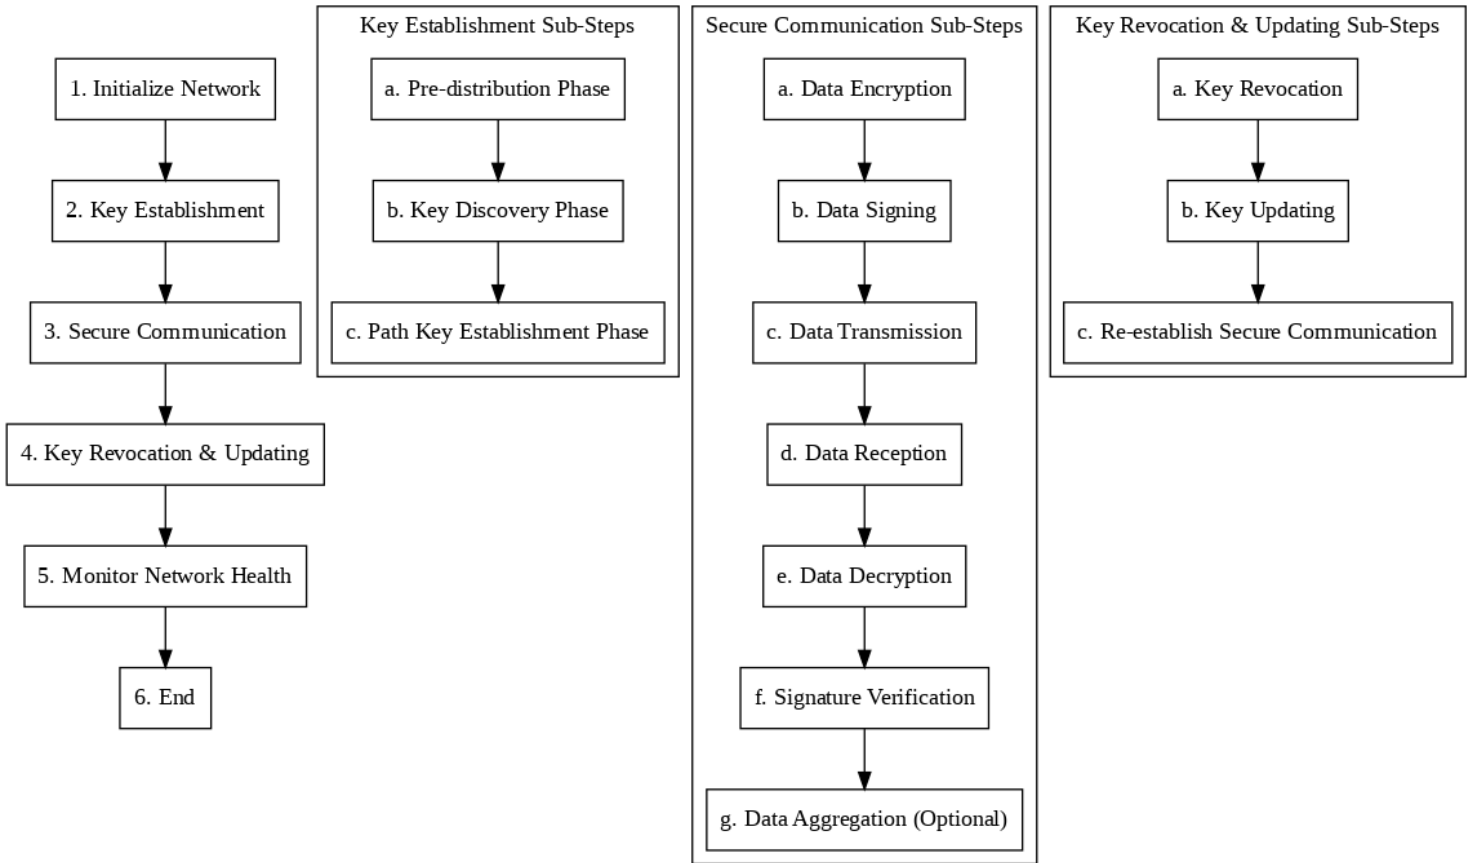 1. Initialize Network
2. Key Establishment
3. Secure Communication
4. Key Revocation & Updating
5. Monitor Network Health
6. End
Key Establishment Sub-Steps
a. Pre-distribution Phase
b. Key Discovery Phase
c. Path Key Establishment Phase
Secure Communication Sub-Steps
a. Data Encryption
b. Data Signing
c. Data Transmission
d. Data Reception
e. Data Decryption
f. Signature Verification
g. Data Aggregation (Optional)
Key Revocation & Updating Sub-Steps
a. Key Revocation
b. Key Updating
c. Re-establish Secure Communication